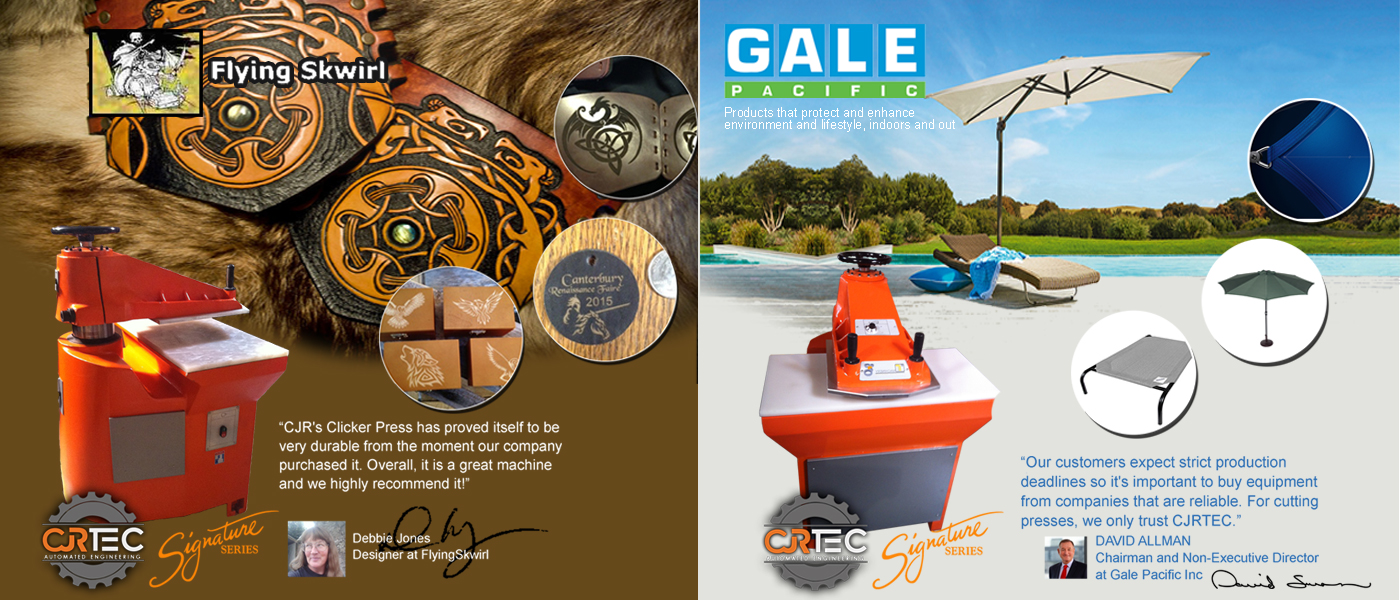 Flying Skwirl
Canterbury
Renaissance Faire
2015
“CJR's Clicker Press has proved itself to be
very durable from the moment our company
purchased it. Overall, it is a great machine
and we highly recommend it!”
CJRTEC
AUTOMATED ENGINEERING
Signature
SERIES
Debbie Jones
Designer at FlyingSkwirl
GALE
PACIFIC
Products that protect and enhance
environment and lifestyle, indoors and out
“Our customers expect strict production
deadlines so it's important to buy equipment
from companies that are reliable. For cutting
presses, we only trust CJRTEC.”
CJRTEC
AUTOMATED ENGINEERING
Signature
SERIES
DAVID ALLMAN
Chairman and Non-Executive Director
at Gale Pacific Inc